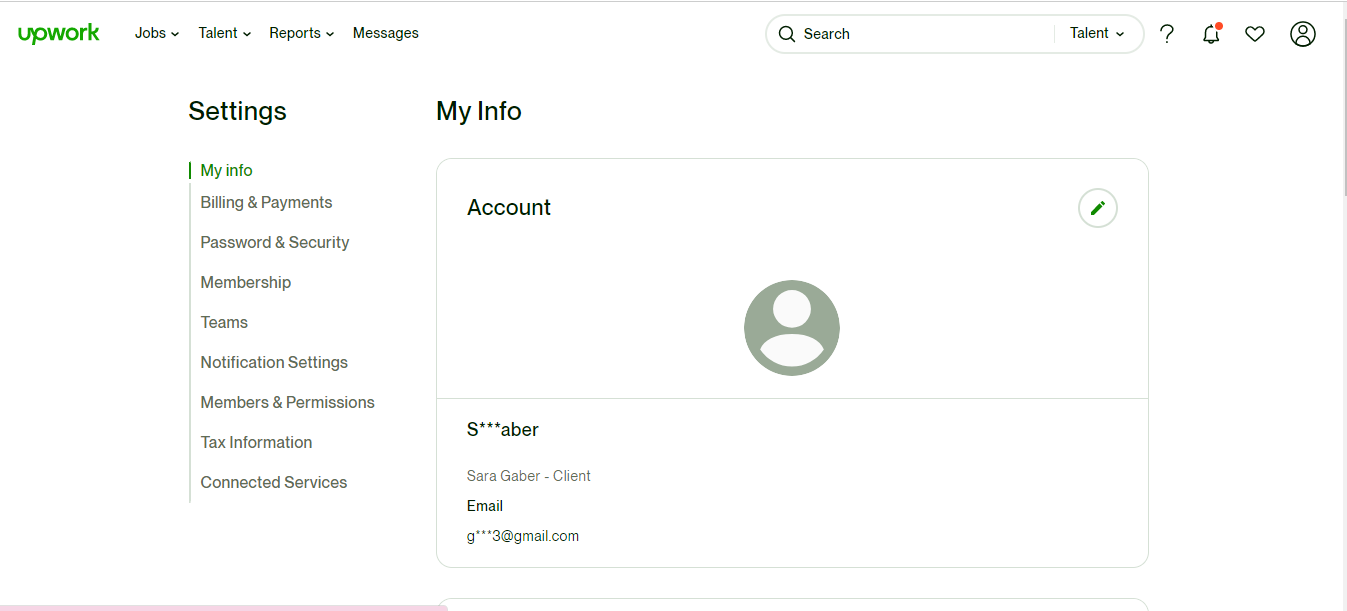 upwork Jobs Talent Reports Messages Search Talent
Settings
My info
Billing & Payments
Password & Security
Membership
Teams
Notification Settings
Members & Permissions
Tax Information
Connected Services
My Info
Account
S***aber
Sara Gaber - Client
Email
g***3@gmail.com